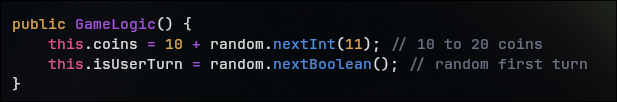 public GameLogic() {
    this.coins = 10 + random.nextInt(11); // 10 to 20 coins
    this.isUserTurn = random.nextBoolean(); // random first turn
}